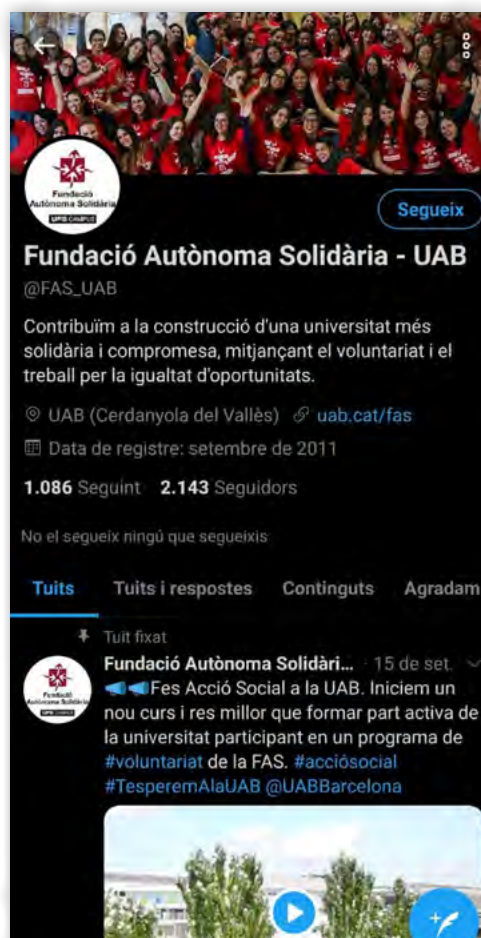 Fundació
Autònoma Solidària
UAB CAMPUS
Segueix
Fundació Autònoma Solidària - UAB
@FAS_UAB
Contribuïm a la construcció d'una universitat més
solidària i compromesa, mitjançant el voluntariat i el
treball per la igualtat d'oportunitats.
UAB (Cerdanyola del Vallès) uab.cat/fas
Data de registre: setembre de 2011
1.086 Seguint 2.143 Seguidors
No el segueix ningú que segueixis
Tuits Tuits i respostes Continguts Agradam
Tuit fixat
Fundació Autònoma Solidàri... · 15 de set.
Fes Acció Social a la UAB. Iniciem un
nou curs i res millor que formar part activa de
la universitat participant en un programa de
#voluntariat de la FAS. #acciósocial
#TesperemAlaUAB @UABBarcelona
Fundació
Autònoma Solidària